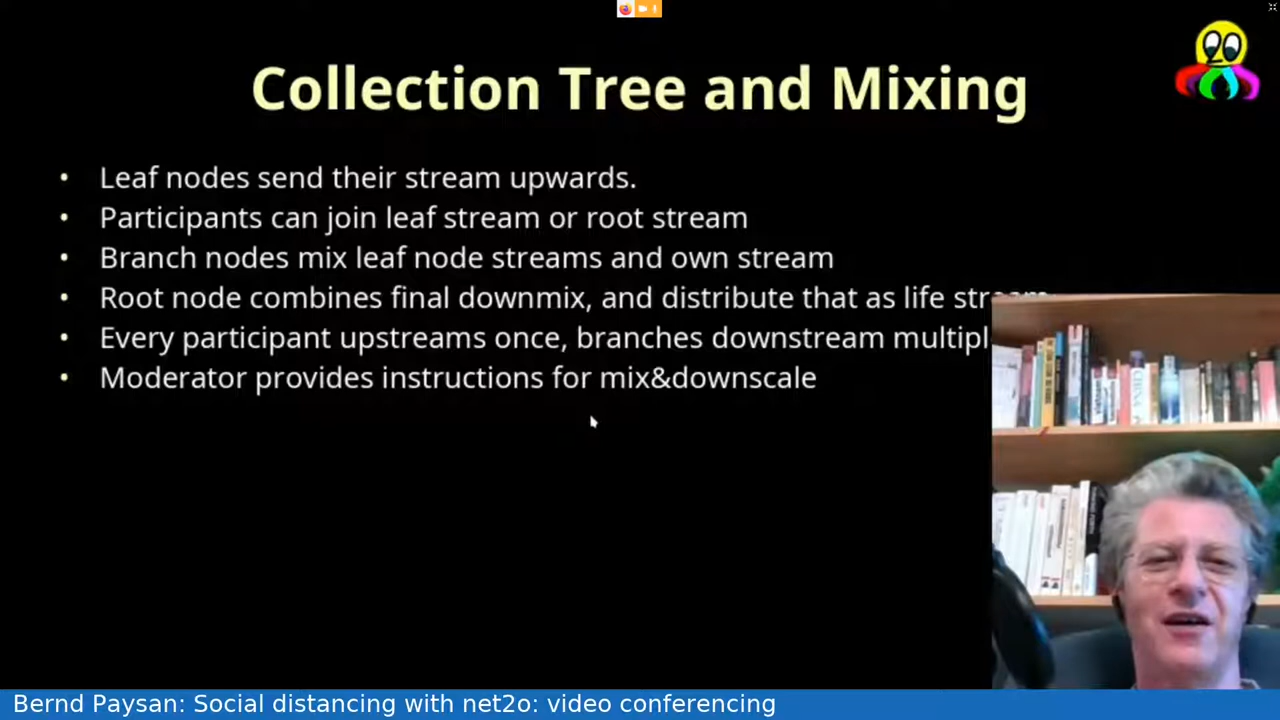 Collection Tree and Mixing
• Leaf nodes send their stream upwards.
• Participants can join leaf stream or root stream
• Branch nodes mix leaf node streams and own stream
• Root node combines final downmix, and distribute that as life stream
• Every participant upstreams once, branches downstream
• Moderator provides instructions for mix&downscale
Bernd Paysan: Social distancing with net2o: video conferencing